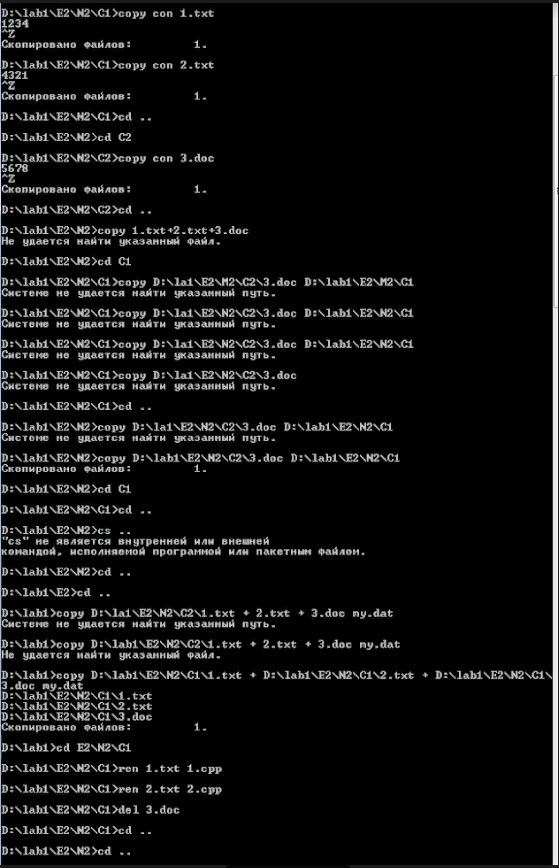 D:\lab1\E2\N2\C1>copy con 1.txt
1234
^Z
Скопировано файлов:         1.
D:\lab1\E2\N2\C1>copy con 2.txt
4321
^Z
Скопировано файлов:         1.
D:\lab1\E2\N2\C1>cd ..
D:\lab1\E2\N2>cd C2
D:\lab1\E2\N2\C2>copy con 3.doc
5678
^Z
Скопировано файлов:         1.
D:\lab1\E2\N2\C2>cd ..
D:\lab1\E2\N2>copy 1.txt+2.txt+3.doc
Не удается найти указанный файл.
D:\lab1\E2\N2>cd C1
D:\lab1\E2\N2\C1>copy D:\la1\E2\M2\C2\3.doc D:\lab1\E2\M2\C1
Системе не удается найти указанный путь.
D:\lab1\E2\N2\C1>copy D:\la1\E2\N2\C2\3.doc D:\lab1\E2\N2\C1
Системе не удается найти указанный путь.
D:\lab1\E2\N2\C1>copy D:\la1\E2\N2\C2\3.doc D:\lab1\E2\N2\C1
Системе не удается найти указанный путь.
D:\lab1\E2\N2\C1>copy D:\la1\E2\N2\C2\3.doc
Системе не удается найти указанный путь.
D:\lab1\E2\N2\C1>cd ..
D:\lab1\E2\N2>copy D:\la1\E2\N2\C2\3.doc D:\lab1\E2\N2\C1
Системе не удается найти указанный путь.
D:\lab1\E2\N2>copy D:\lab1\E2\N2\C2\3.doc D:\lab1\E2\N2\C1
Скопировано файлов:         1.
D:\lab1\E2\N2>cd C1
D:\lab1\E2\N2\C1>cd ..
D:\lab1\E2\N2>cs ..
"cs" не является внутренней или внешней
командой, исполняемой программой или пакетным файлом.
D:\lab1\E2\N2>cd ..
D:\lab1\E2>cd ..
D:\lab1>copy D:\la1\E2\N2\C2\1.txt + 2.txt + 3.doc my.dat
Системе не удается найти указанный путь.
D:\lab1>copy D:\lab1\E2\N2\C2\1.txt + 2.txt + 3.doc my.dat
Не удается найти указанный файл.
D:\lab1>copy D:\lab1\E2\N2\C1\1.txt + D:\lab1\E2\N2\C1\2.txt + D:\lab1\E2\N2\C1\
3.doc my.dat
D:\lab1\E2\N2\C1\1.txt
D:\lab1\E2\N2\C1\2.txt
D:\lab1\E2\N2\C1\3.doc
Скопировано файлов:         1.
D:\lab1>cd E2\N2\C1
D:\lab1\E2\N2\C1>ren 1.txt 1.cpp
D:\lab1\E2\N2\C1>ren 2.txt 2.cpp
D:\lab1\E2\N2\C1>del 3.doc
D:\lab1\E2\N2\C1>cd ..
D:\lab1\E2\N2>cd ..